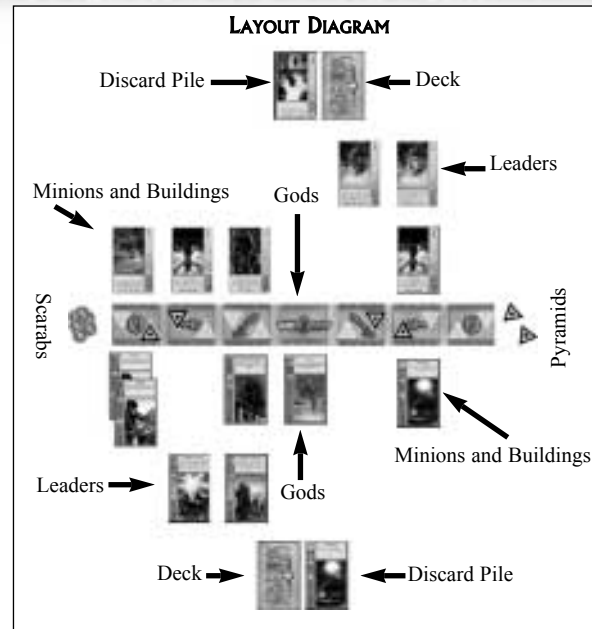 LAYOUT DIAGRAM
Discard Pile
Deck
Leaders
Minions and Buildings
Gods
Scarabs
Pyramids
Minions and Buildings
Leaders
Gods
Deck
Discard Pile